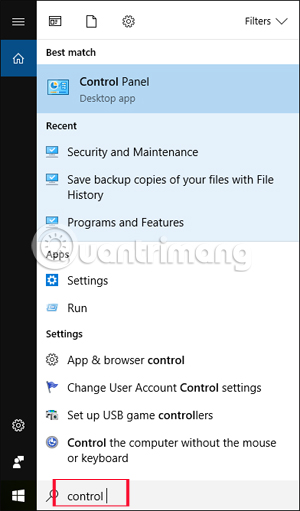 Filters
Best match
Control Panel
Desktop app
Recent
Security and Maintenance
Save backup copies of your files with File
History
Programs and Features
Quantrimang
Apps
Settings
Run
Settings
App & browser control
Change User Account Control settings
Set up USB game controllers
Control the computer without the mouse
or keyboard
control